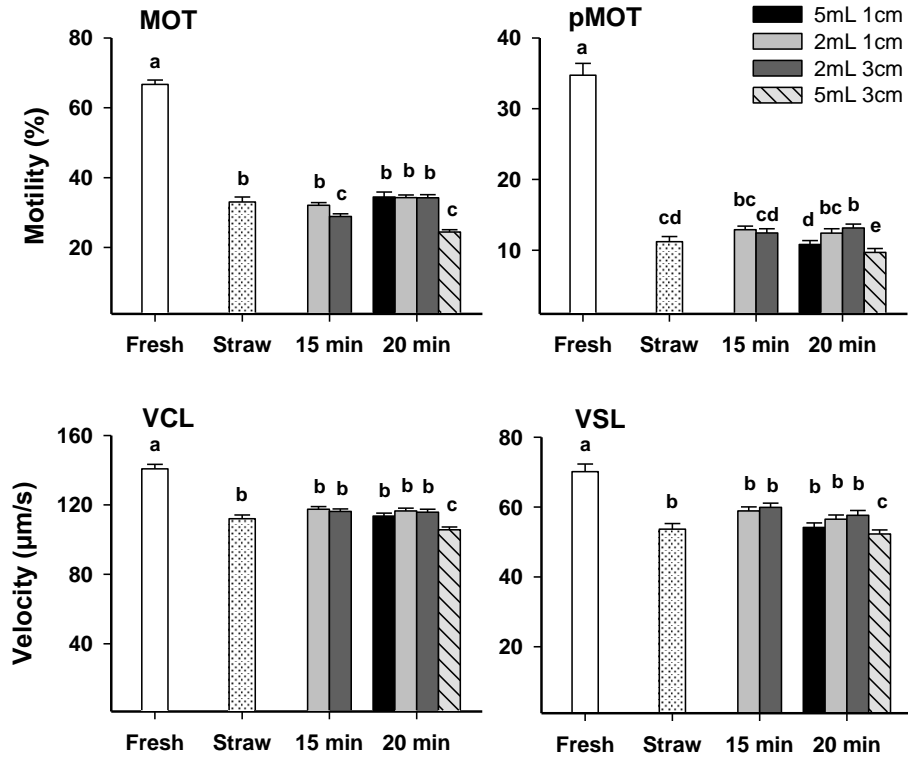 MOT
80
60
40
20
Motility (%)
a
b
b
c
b
b
b
c
Fresh
Straw
15 min
20 min
pMOT
40
30
20
10
a
cd
bc
cd
d
bc
b
e
Fresh
Straw
15 min
20 min
5mL 1cm
2mL 1cm
2mL 3cm
5mL 3cm
VCL
160
120
80
40
Velocity (μm/s)
a
b
b
b
b
b
b
c
Fresh
Straw
15 min
20 min
VSL
80
60
40
20
a
b
b
b
b
b
b
c
Fresh
Straw
15 min
20 min